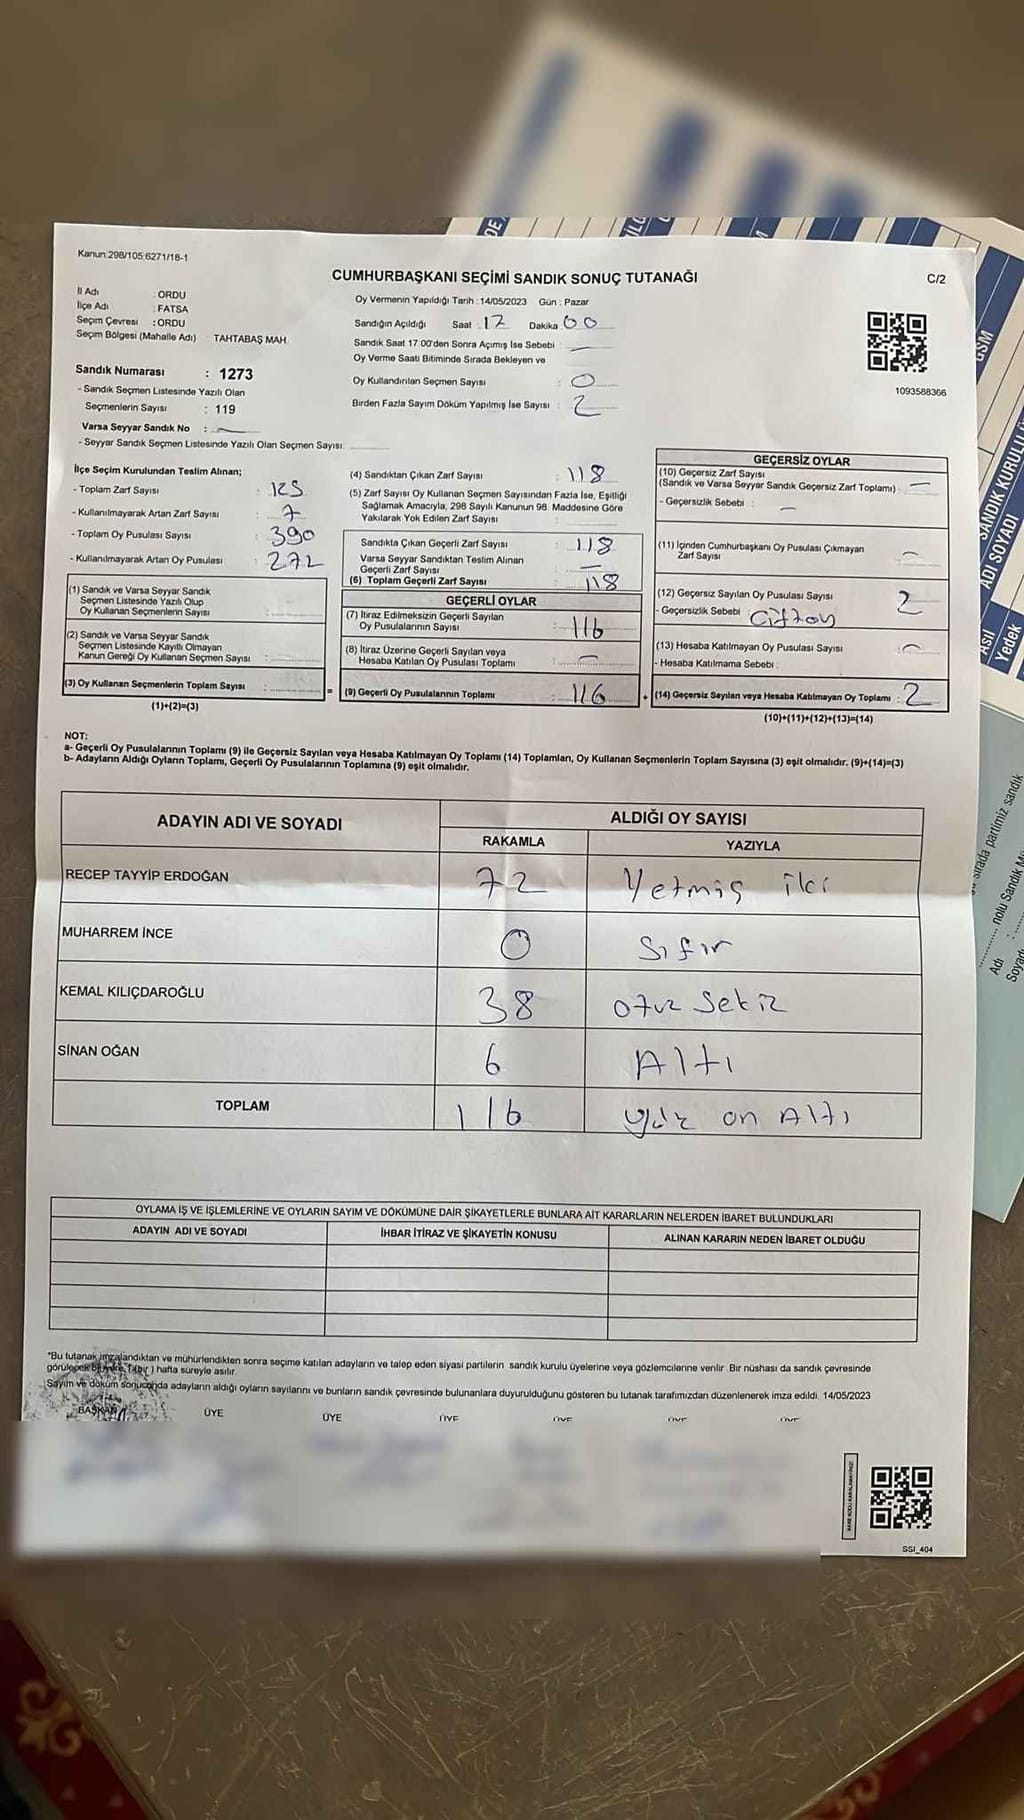 Kanun:298/105;6271/18-1
CUMHURBAŞKANI SEÇİMİ SANDIK SONUÇ TUTANAĞI
C/2
İl Adı : ORDU
İlçe Adı : FATSA
Seçim Çevresi : ORDU
Seçim Bölgesi (Mahalle Adı) : TAHTABAŞ MAH.
Oy Vermenin Yapıldığı Tarih : 14/05/2023 Gün : Pazar
Sandığın Açıldığı Saat : 17 Dakika : 00
Sandık Saat 17:00'den Sonra Açımış İse Sebebi : —
Oy Verme Saati Bitiminde Sırada Bekleyen ve
Oy Kullandırılan Seçmen Sayısı : 0
Birden Fazla Sayım Döküm Yapılmış İse Sayısı : 2
1093588366
Sandık Numarası : 1273
- Sandık Seçmen Listesinde Yazılı Olan
Seçmenlerin Sayısı : 119
Varsa Seyyar Sandık No : —
- Seyyar Sandık Seçmen Listesinde Yazılı Olan Seçmen Sayısı:
İlçe Seçim Kurulundan Teslim Alınan;
- Toplam Zarf Sayısı : 125
- Kullanılmayarak Artan Zarf Sayısı : 7
- Toplam Oy Pusulası Sayısı : 390
- Kullanılmayarak Artan Oy Pusulası : 272
(1) Sandık ve Varsa Seyyar Sandık
Seçmen Listesinde Yazılı Olup
Oy Kullanan Seçmenlerin Sayısı :
(2) Sandık ve Varsa Seyyar Sandık
Seçmen Listesinde Kayıtlı Olmayan
Kanun Gereği Oy Kullanan Seçmen Sayısı :
(3) Oy Kullanan Seçmenlerin Toplam Sayısı : =
(1)+(2)=(3)
(4) Sandıktan Çıkan Zarf Sayısı : 118
(5) Zarf Sayısı Oy Kullanan Seçmen Sayısından Fazla İse, Eşitliği
Sağlamak Amacıyla, 298 Sayılı Kanunun 98. Maddesine Göre
Yakılarak Yok Edilen Zarf Sayısı :
Sandıkta Çıkan Geçerli Zarf Sayısı : 118
Varsa Seyyar Sandıktan Teslim Alınan
Geçerli Zarf Sayısı : —
(6) Toplam Geçerli Zarf Sayısı : 118
GEÇERLİ OYLAR
(7) İtiraz Edilmeksizin Geçerli Sayılan
Oy Pusulalarının Sayısı : 116
(8) İtiraz Üzerine Geçerli Sayılan veya
Hesaba Katılan Oy Pusulası Toplamı : —
(9) Geçerli Oy Pusulalarının Toplamı : 116 +
GEÇERSİZ OYLAR
(10) Geçersiz Zarf Sayısı
(Sandık ve Varsa Seyyar Sandık Geçersiz Zarf Toplamı) : —
- Geçersizlik Sebebi : —
(11) İçinden Cumhurbaşkanı Oy Pusulası Çıkmayan
Zarf Sayısı : —
(12) Geçersiz Sayılan Oy Pusulası Sayısı : 2
- Geçersizlik Sebebi : Çift oy
(13) Hesaba Katılmayan Oy Pusulası Sayısı : —
- Hesaba Katılmama Sebebi :
(14) Geçersiz Sayılan veya Hesaba Katılmayan Oy Toplamı : 2
(10)+(11)+(12)+(13)=(14)
NOT:
a- Geçerli Oy Pusulalarının Toplamı (9) ile Geçersiz Sayılan veya Hesaba Katılmayan Oy Toplamı (14) Toplamları, Oy Kullanan Seçmenlerin Toplam Sayısına (3) eşit olmalıdır. (9)+(14)=(3)
b- Adayların Aldığı Oyların Toplamı, Geçerli Oy Pusulalarının Toplamına (9) eşit olmalıdır.
ADAYIN ADI VE SOYADI
ALDIĞI OY SAYISI
RAKAMLA YAZIYLA
RECEP TAYYİP ERDOĞAN 72 Yetmiş iki
MUHARREM İNCE 0 Sıfır
KEMAL KILIÇDAROĞLU 38 otuz sekiz
SİNAN OĞAN 6 Altı
TOPLAM 116 yüz on Altı
OYLAMA İŞ VE İŞLEMLERİNE VE OYLARIN SAYIM VE DÖKÜMÜNE DAİR ŞİKAYETLERLE BUNLARA AİT KARARLARIN NELERDEN İBARET BULUNDUKLARI
ADAYIN ADI VE SOYADI İHBAR İTİRAZ VE ŞİKAYETİN KONUSU ALINAN KARARIN NEDEN İBARET OLDUĞU
*Bu tutanak imzalandıktan ve mühürlendikten sonra seçime katılan adayların ve talep eden siyasi partilerin sandık kurulu üyelerine veya gözlemcilerine verilir. Bir nüshası da sandık çevresinde
hafta süreyle asılır.
Sayım ve döküm sonucunda adayların aldığı oyların sayılarını ve bunların sandık çevresinde bulunanlara duyurulduğunu gösteren bu tutanak tarafımızdan düzenlenerek imza edildi. 14/05/2023
BAŞKAN ÜYE ÜYE ÜYE ÜYE ÜYE ÜYE
SSI_404
GSM
SANDIK KURULU
ADI SOYADI
Asıl
Yedek
sırada partimiz sandık
nolu Sandık
Adı :